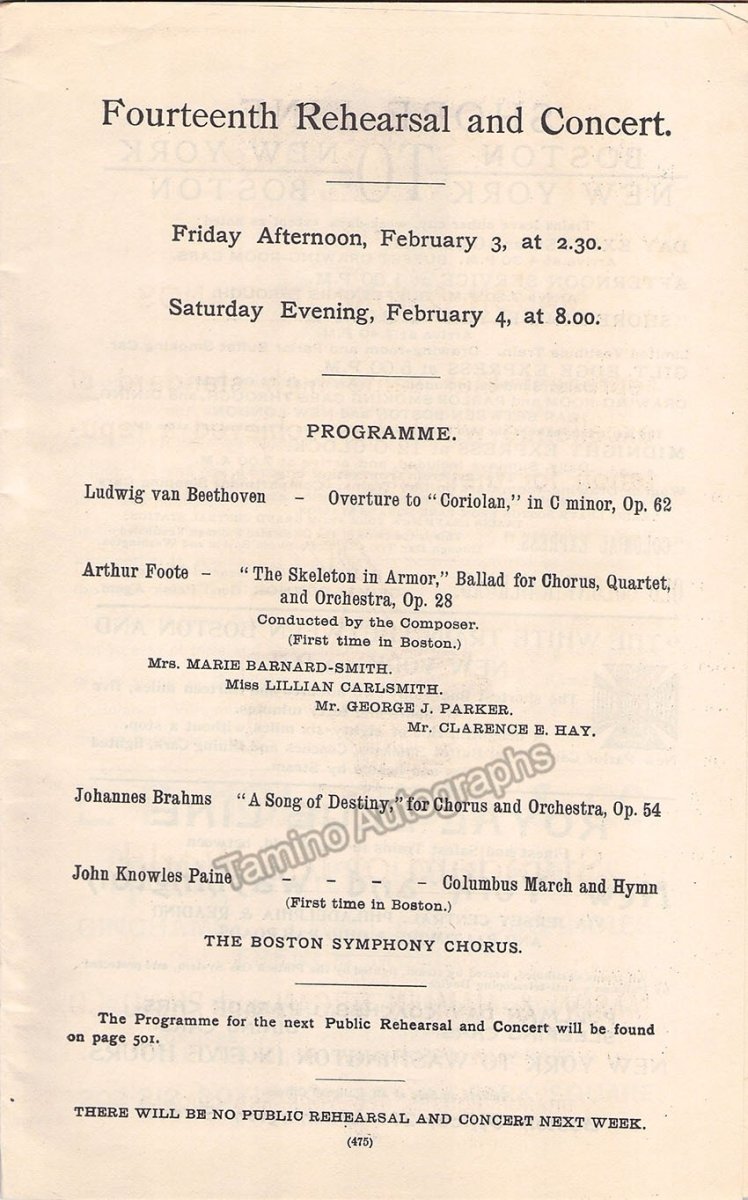 Fourteenth Rehearsal and Concert.
Friday Afternoon, February 3, at 2.30.
Saturday Evening, February 4, at 8.00.
PROGRAMME.
Ludwig van Beethoven - Overture to "Coriolan," in C minor, Op. 62
Arthur Foote - "The Skeleton in Armor," Ballad for Chorus, Quartet,
and Orchestra, Op. 28
Conducted by the Composer.
(First time in Boston.)
Mrs. MARIE BARNARD-SMITH.
Miss LILLIAN CARLSMITH.
Mr. GEORGE J. PARKER.
Mr. CLARENCE E. HAY.
Johannes Brahms "A Song of Destiny," for Chorus and Orchestra, Op. 54
Tamino Autographs
John Knowles Paine - - - - Columbus March and Hymn
(First time in Boston.)
THE BOSTON SYMPHONY CHORUS.
The Programme for the next Public Rehearsal and Concert will be found
on page 501.
THERE WILL BE NO PUBLIC REHEARSAL AND CONCERT NEXT WEEK.
(475)